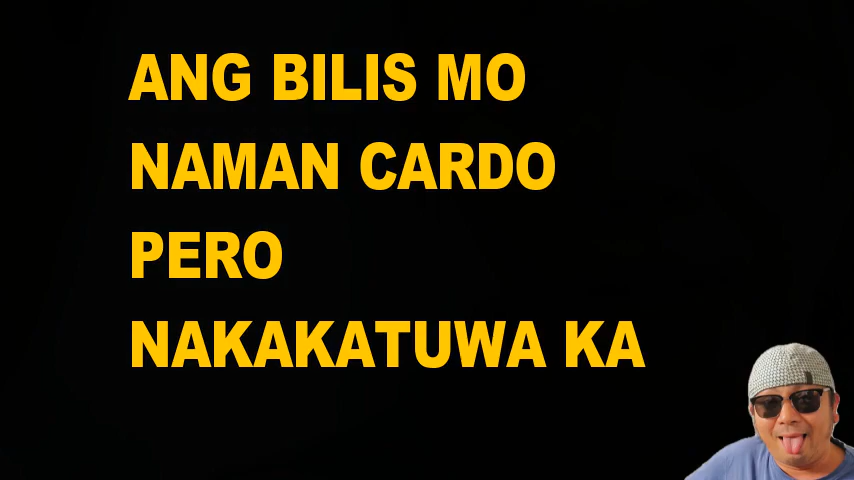 ANG BILIS MO
NAMAN CARDO
PERO
NAKAKATUWA KA